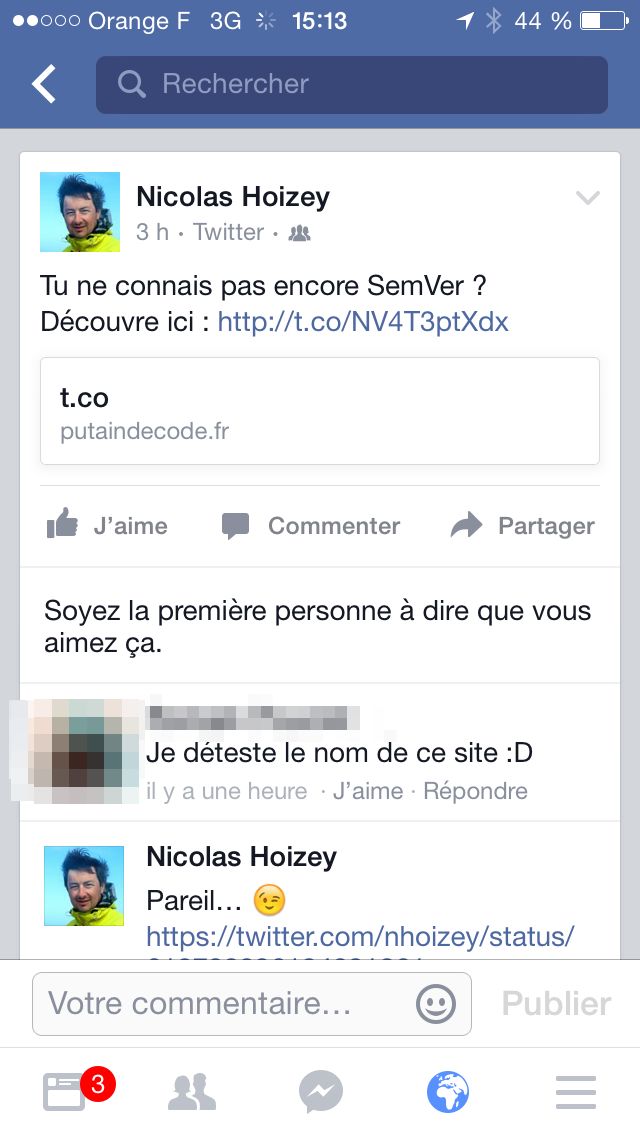 Orange F 3G 15:13 44 %
Rechercher
Nicolas Hoizey
3 h · Twitter ·
Tu ne connais pas encore SemVer ?
Découvre ici : http://t.co/NV4T3ptXdx
t.co
putaindecode.fr
J’aime Commenter Partager
Soyez la première personne à dire que vous
aimez ça.
Je déteste le nom de ce site :D
il y a une heure · J’aime · Répondre
Nicolas Hoizey
Pareil… 😉
https://twitter.com/nhoizey/status/
Votre commentaire… Publier
3